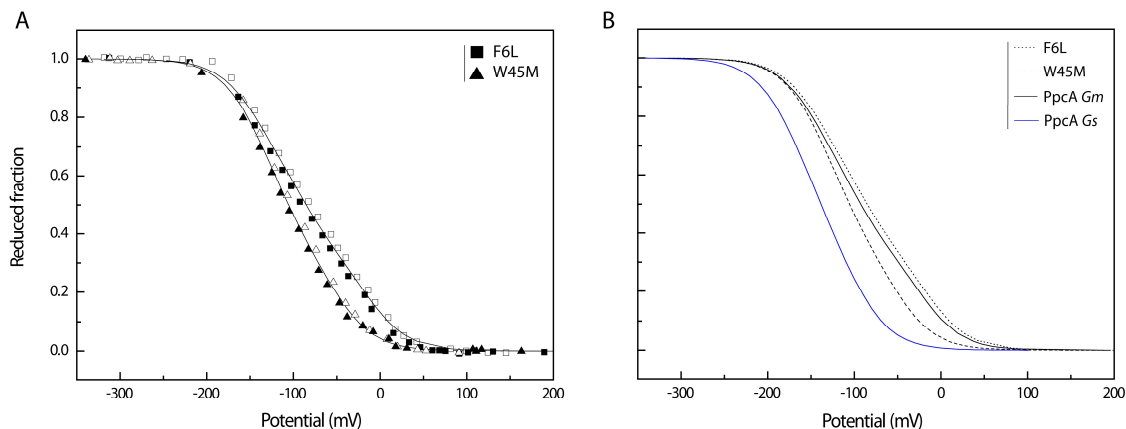 A
Reduced fraction
1.0
0.8
0.6
0.4
0.2
0.0
-300 -200 -100 0 100 200
Potential (mV)
F6L
W45M
B
-300 -200 -100 0 100 200
Potential (mV)
F6L
W45M
PpcA Gm
PpcA Gs